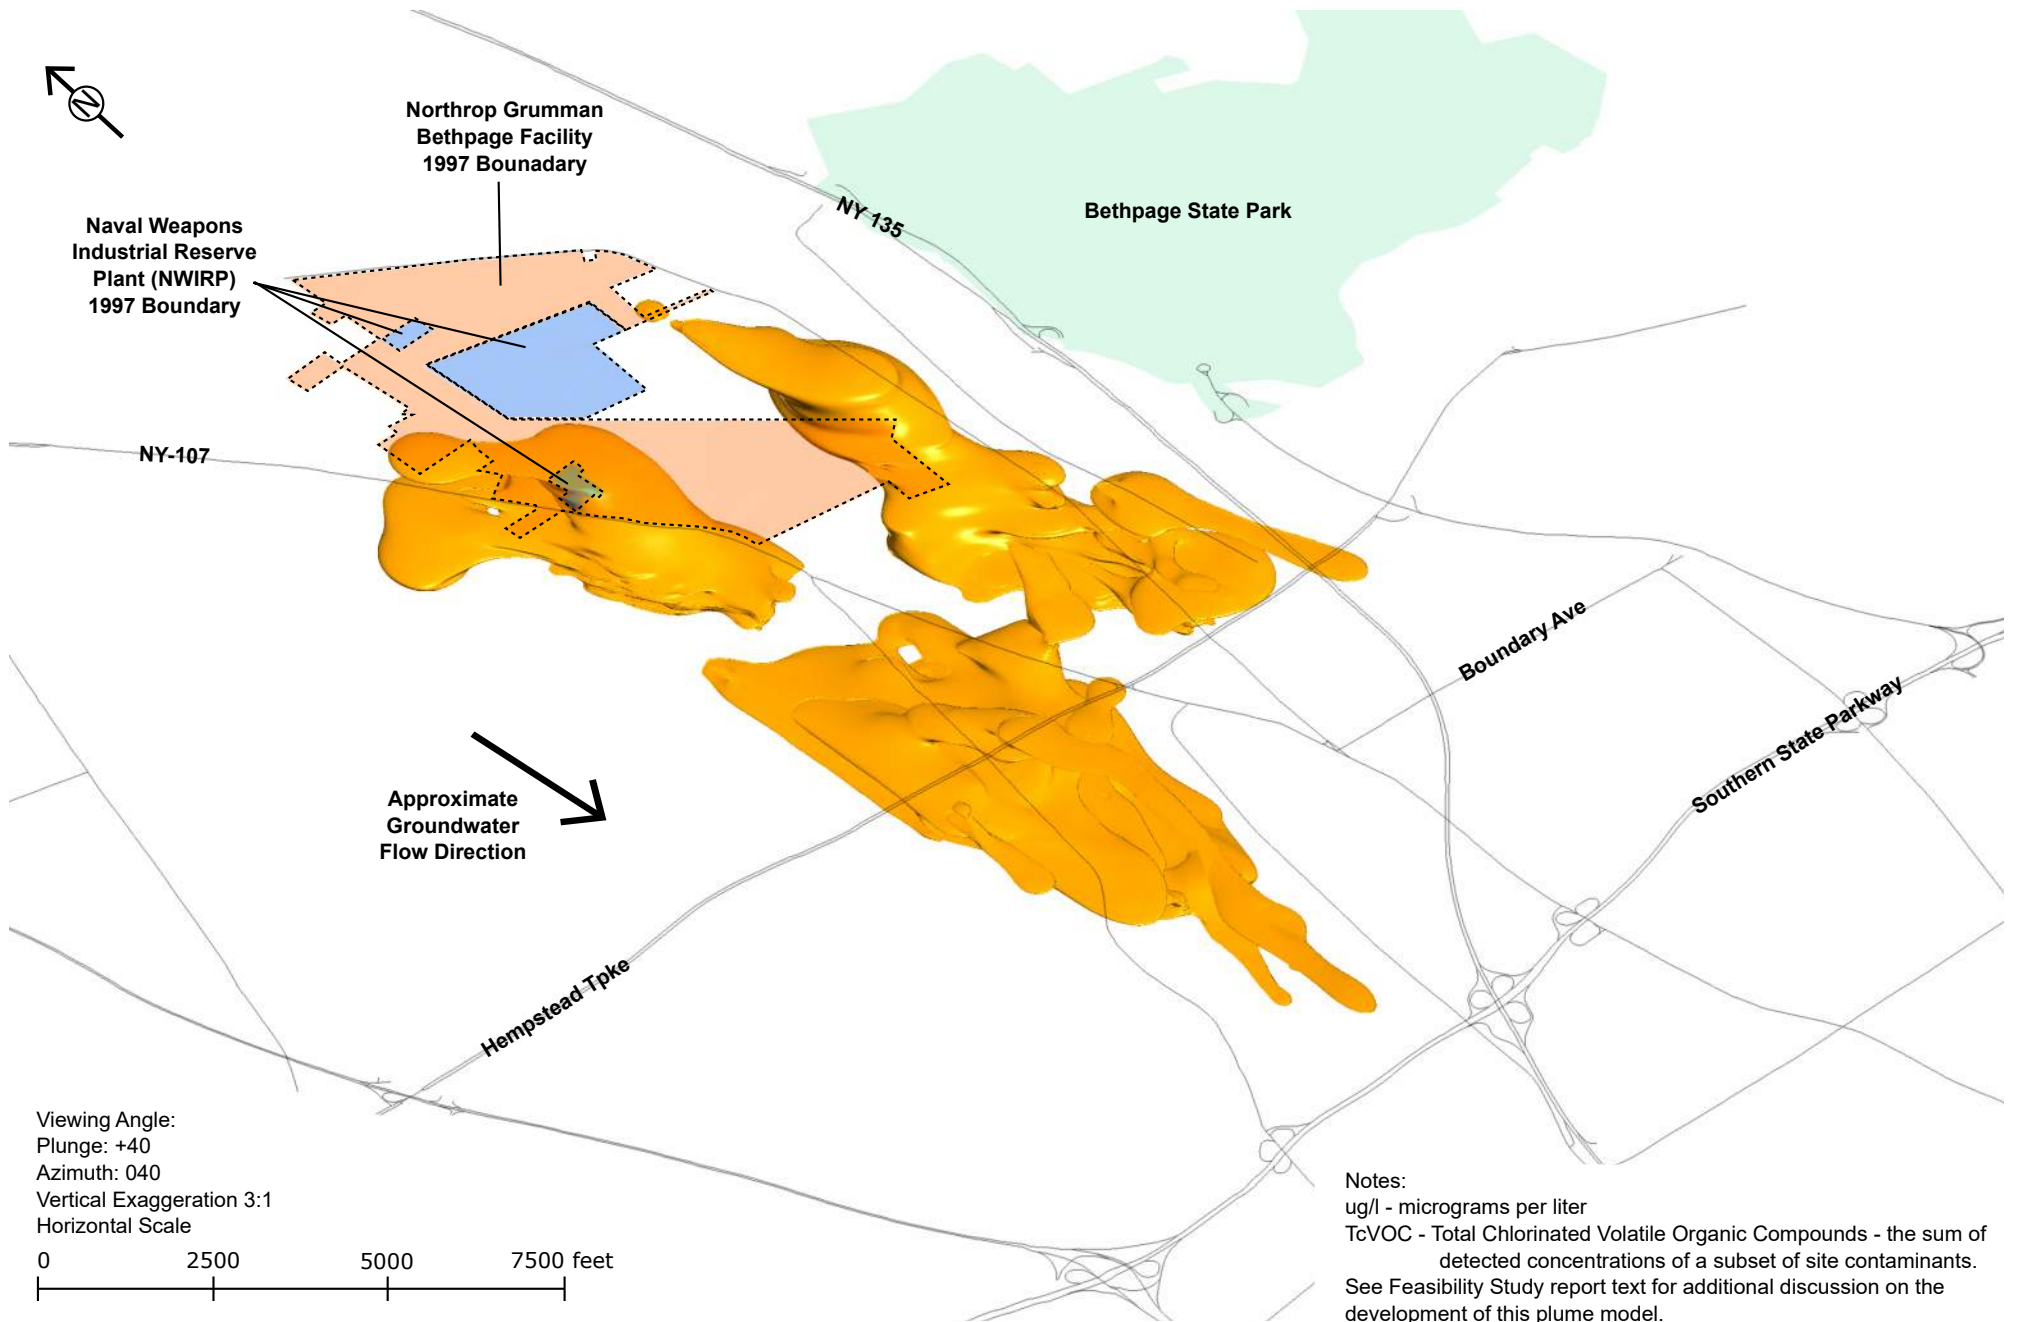 N
Northrop Grumman
Bethpage Facility
1997 Bounadary
Naval Weapons
Industrial Reserve
Plant (NWIRP)
1997 Boundary
NY-135
Bethpage State Park
NY-107
Boundary Ave
Southern State Parkway
Approximate
Groundwater
Flow Direction
Hempstead Tpke
Viewing Angle:
Plunge: +40
Azimuth: 040
Vertical Exaggeration 3:1
Horizontal Scale
0 2500 5000 7500 feet
Notes:
ug/l - micrograms per liter
TcVOC - Total Chlorinated Volatile Organic Compounds - the sum of
detected concentrations of a subset of site contaminants.
See Feasibility Study report text for additional discussion on the
development of this plume model.